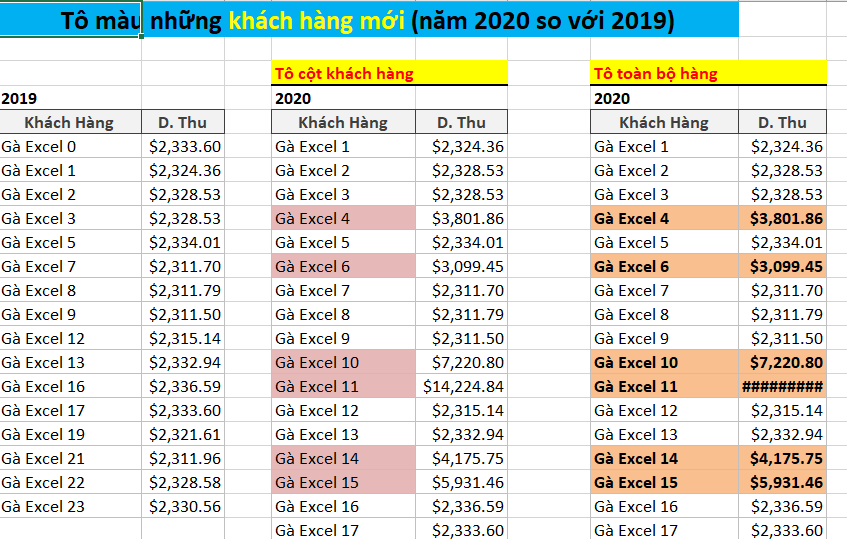 Tô màu những khách hàng mới (năm 2020 so với 2019)
Tô cột khách hàng Tô toàn bộ hàng
2019 2020 2020
Khách Hàng D. Thu Khách Hàng D. Thu Khách Hàng D. Thu
Gà Excel 0 $2,333.60 Gà Excel 1 $2,324.36 Gà Excel 1 $2,324.36
Gà Excel 1 $2,324.36 Gà Excel 2 $2,328.53 Gà Excel 2 $2,328.53
Gà Excel 2 $2,328.53 Gà Excel 3 $2,328.53 Gà Excel 3 $2,328.53
Gà Excel 3 $2,328.53 Gà Excel 4 $3,801.86 Gà Excel 4 $3,801.86
Gà Excel 5 $2,334.01 Gà Excel 5 $2,334.01 Gà Excel 5 $2,334.01
Gà Excel 7 $2,311.70 Gà Excel 6 $3,099.45 Gà Excel 6 $3,099.45
Gà Excel 8 $2,311.79 Gà Excel 7 $2,311.70 Gà Excel 7 $2,311.70
Gà Excel 9 $2,311.50 Gà Excel 8 $2,311.79 Gà Excel 8 $2,311.79
Gà Excel 12 $2,315.14 Gà Excel 9 $2,311.50 Gà Excel 9 $2,311.50
Gà Excel 13 $2,332.94 Gà Excel 10 $7,220.80 Gà Excel 10 $7,220.80
Gà Excel 16 $2,336.59 Gà Excel 11 $14,224.84 Gà Excel 11 #########
Gà Excel 17 $2,333.60 Gà Excel 12 $2,315.14 Gà Excel 12 $2,315.14
Gà Excel 19 $2,321.61 Gà Excel 13 $2,332.94 Gà Excel 13 $2,332.94
Gà Excel 21 $2,311.96 Gà Excel 14 $4,175.75 Gà Excel 14 $4,175.75
Gà Excel 22 $2,328.58 Gà Excel 15 $5,931.46 Gà Excel 15 $5,931.46
Gà Excel 23 $2,330.56 Gà Excel 16 $2,336.59 Gà Excel 16 $2,336.59
Gà Excel 17 $2,333.60 Gà Excel 17 $2,333.60